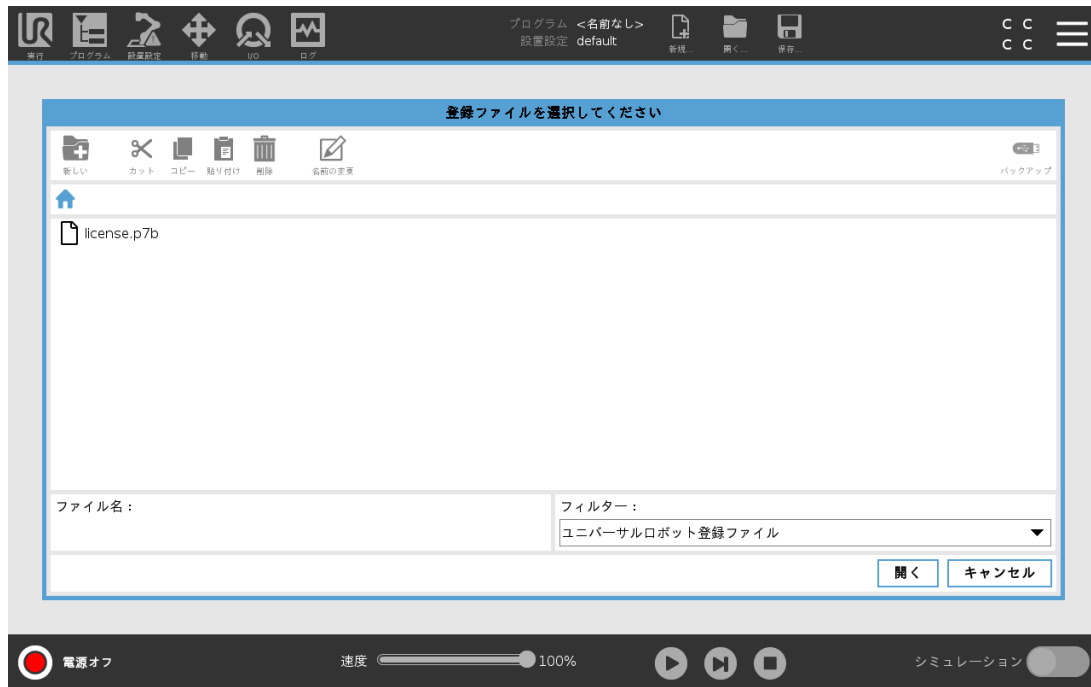 プログラム <名前なし>
設置設定 default
実行 プログラム 設置設定 移動 I/O ログ 新規... 開く... 保存...
C C
C C
登録ファイルを選択してください
新しい カット コピー 貼り付け 削除 名前の変更 バックアップ
license.p7b
ファイル名: フィルター:
ユニバーサルロボット登録ファイル
開く キャンセル
電源オフ 速度 100% シミュレーション